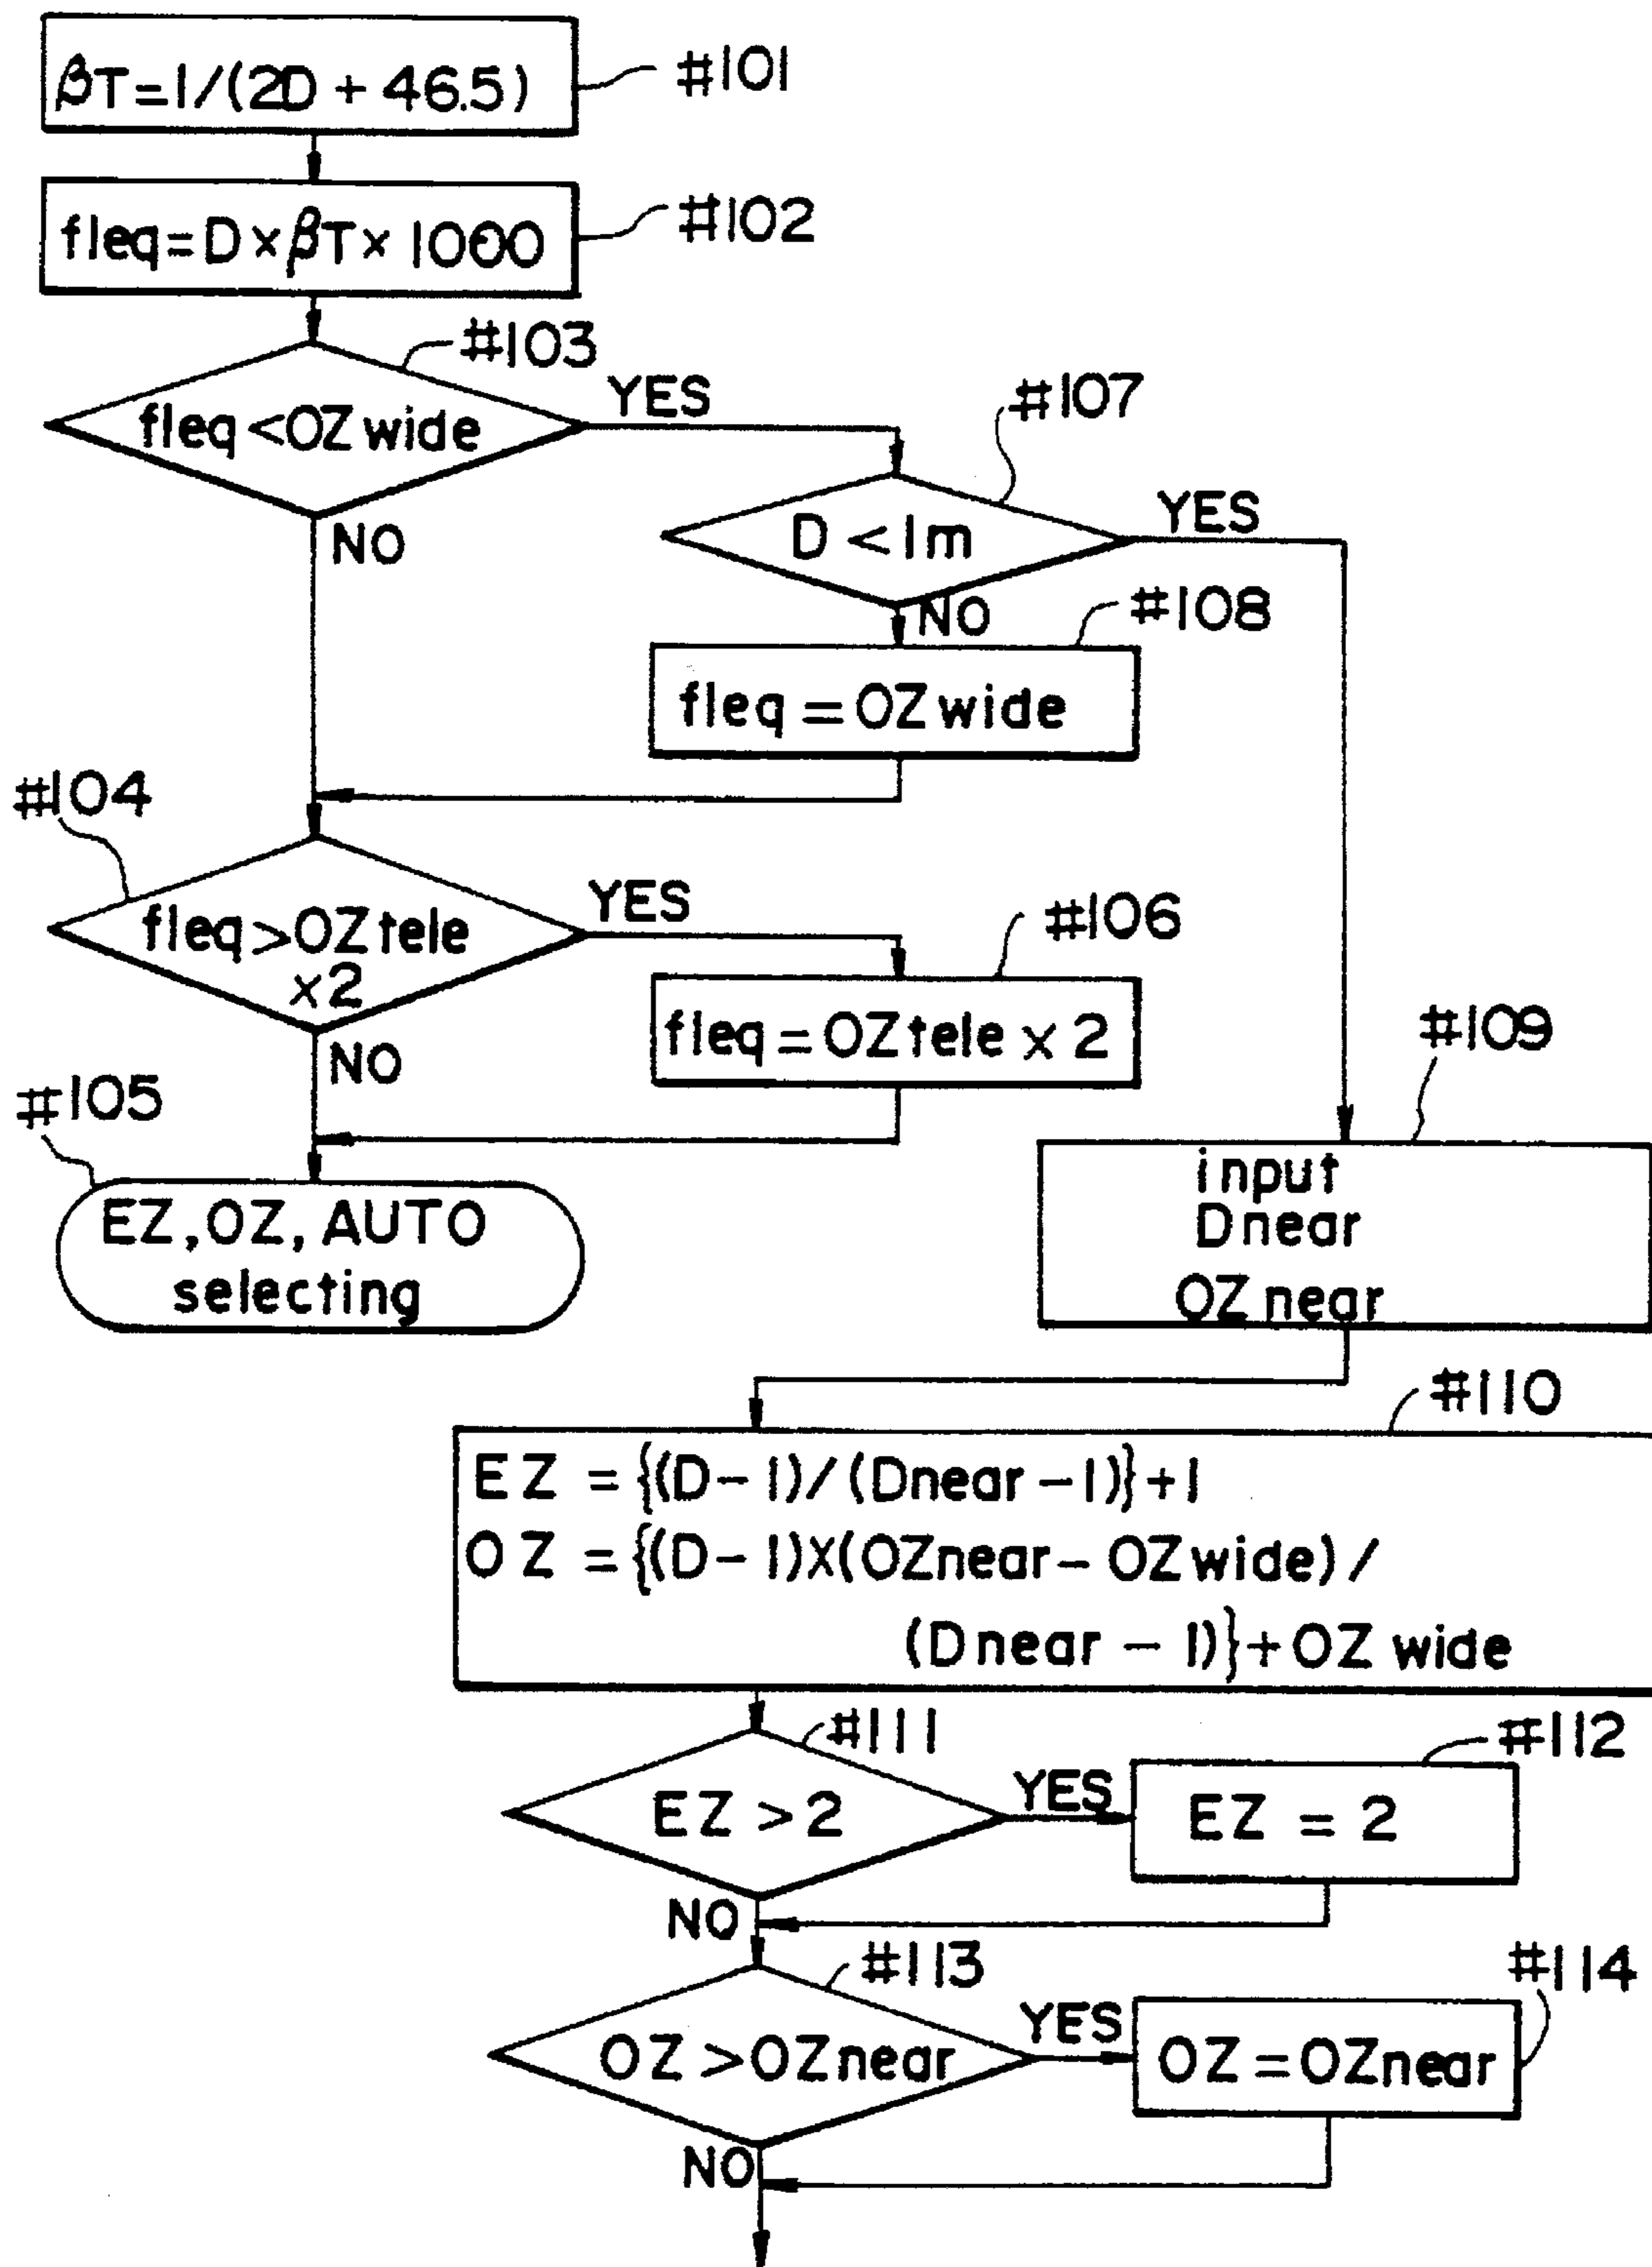 βT=1/(2D + 46.5)
#101
fleq=D×βT×1000
#102
#103
fleq<OZ wide
YES
NO
#107
D<1m
YES
NO
#108
fleq=OZ wide
#104
fleq>OZ tele
×2
YES
NO
#106
fleq=OZ tele × 2
#105
EZ, OZ, AUTO
selecting
#109
input
Dnear
OZ near
#110
EZ = {(D-1)/(Dnear-1)}+1
OZ = {(D-1)X(OZnear-OZ wide)/
(Dnear-1)}+OZ wide
#111
EZ>2
YES
NO
#112
EZ = 2
#113
OZ>OZnear
YES
NO
#114
OZ=OZnear